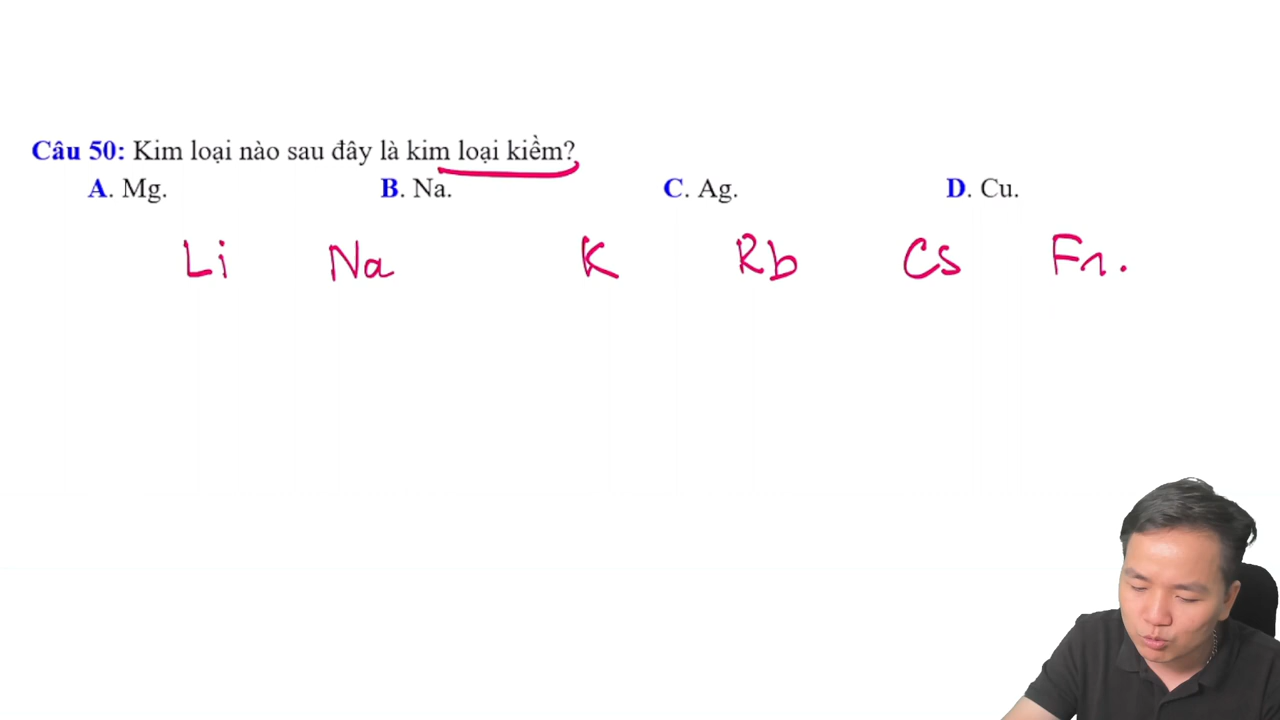 Câu 50: Kim loại nào sau đây là kim loại kiềm?
A. Mg. B. Na. C. Ag. D. Cu.
Li Na K Rb Cs Fr.